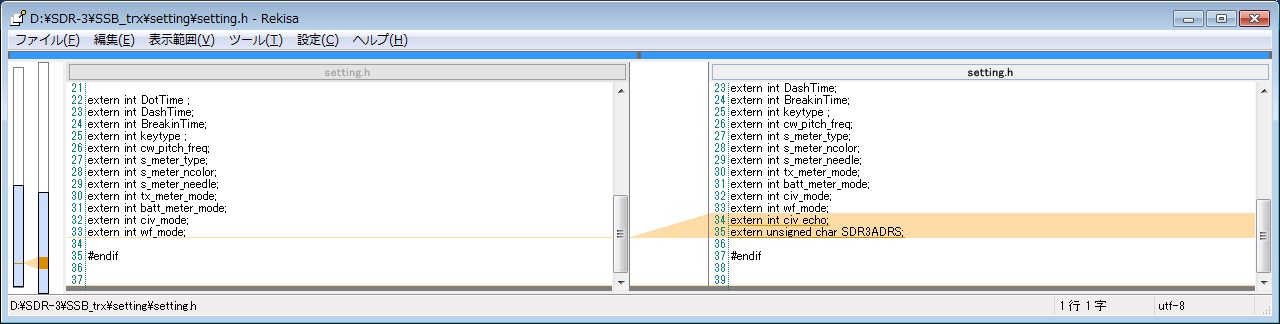 D:¥SDR-3¥SSB_trx¥setting¥setting.h - Rekisa
ファイル(F) 編集(E) 表示範囲(V) ツール(T) 設定(C) ヘルプ(H)
setting.h
21
22 extern int DotTime ;
23 extern int DashTime;
24 extern int BreakinTime;
25 extern int keytype ;
26 extern int cw_pitch_freq;
27 extern int s_meter_type;
28 extern int s_meter_ncolor;
29 extern int s_meter_needle;
30 extern int tx_meter_mode;
31 extern int batt_meter_mode;
32 extern int civ_mode;
33 extern int wf_mode;
34
35 #endif
36
37
setting.h
23 extern int DashTime;
24 extern int BreakinTime;
25 extern int keytype ;
26 extern int cw_pitch_freq;
27 extern int s_meter_type;
28 extern int s_meter_ncolor;
29 extern int s_meter_needle;
30 extern int tx_meter_mode;
31 extern int batt_meter_mode;
32 extern int civ_mode;
33 extern int wf_mode;
34 extern int civ_echo;
35 extern unsigned char SDR3ADRS;
36
37 #endif
38
39
D:¥SDR-3¥SSB_trx¥setting¥setting.h
1 行 1 字
utf-8